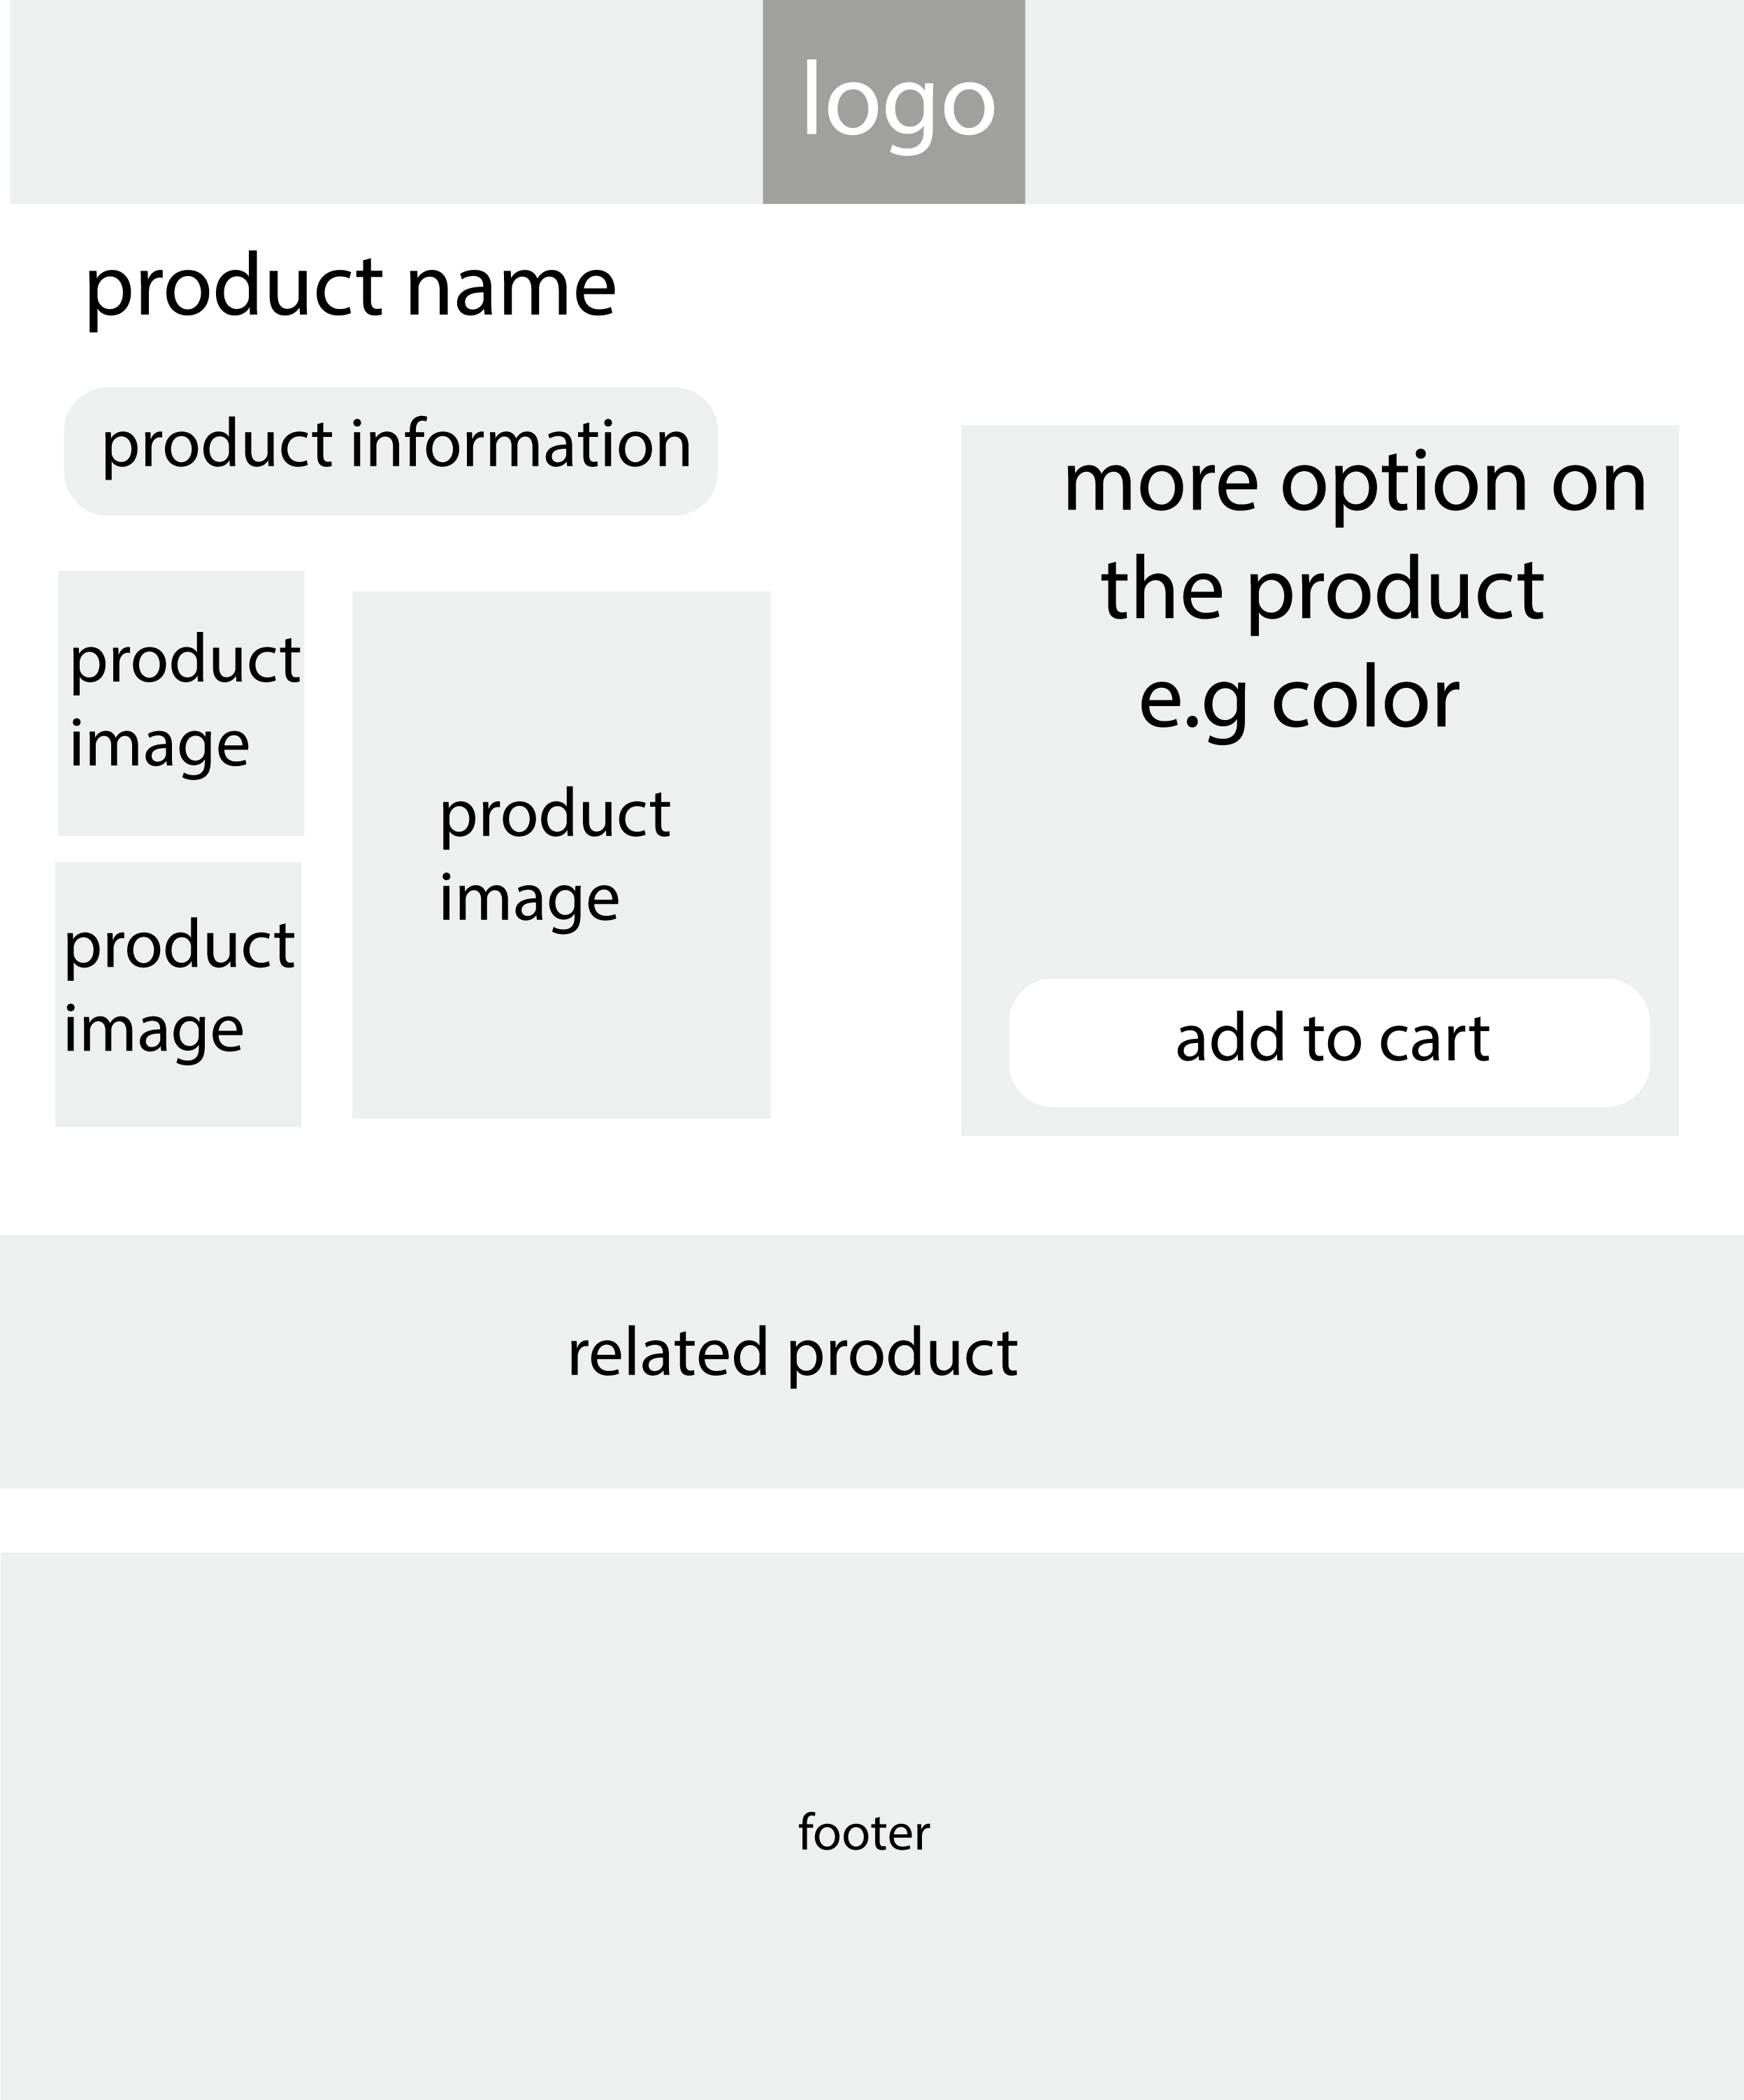 logo
product name
product information
more option on
the product
e.g color
product
image
product
image
product
image
add to cart
related product
footer